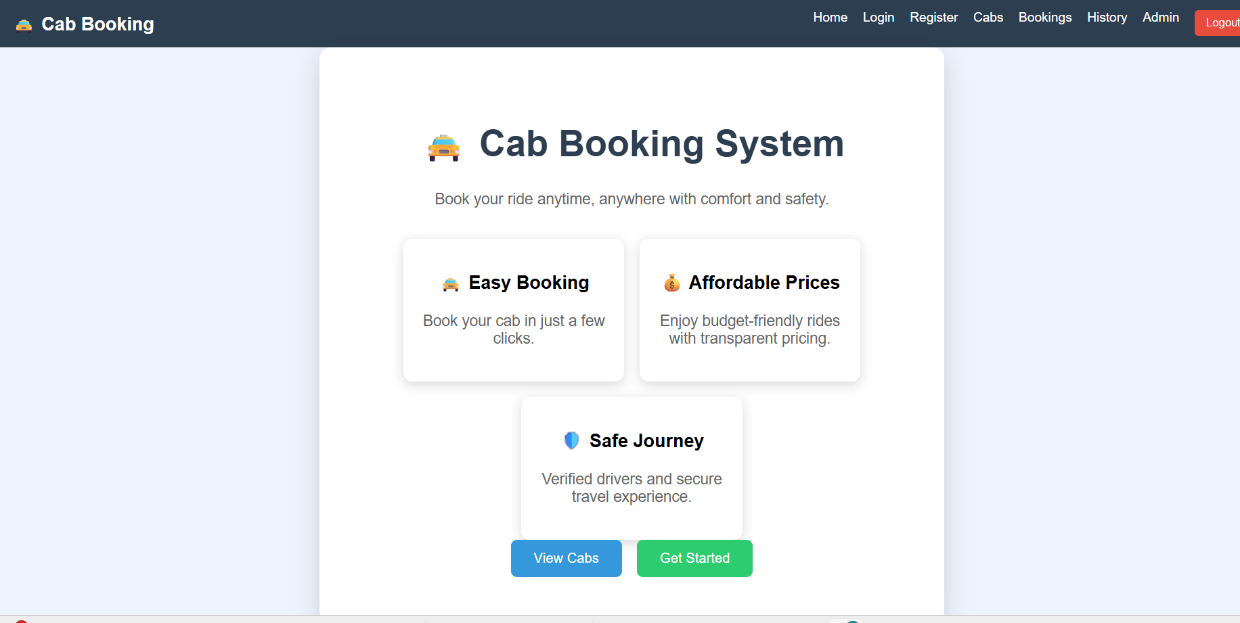 Cab Booking
Home Login Register Cabs Bookings History Admin Logout
Cab Booking System
Book your ride anytime, anywhere with comfort and safety.
Easy Booking
Book your cab in just a few
clicks.
Affordable Prices
Enjoy budget-friendly rides
with transparent pricing.
Safe Journey
Verified drivers and secure
travel experience.
View Cabs Get Started